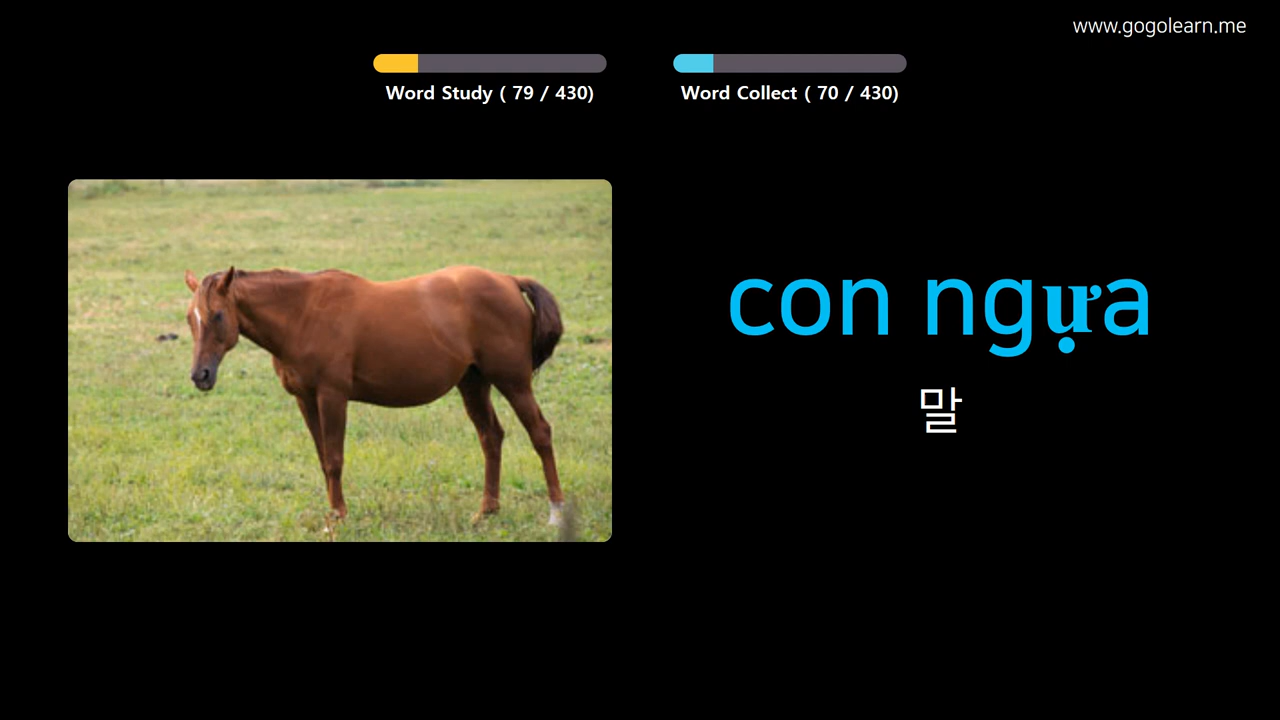 www.gogolearn.me
Word Study ( 79 / 430)
Word Collect ( 70 / 430)
con ngựa
말